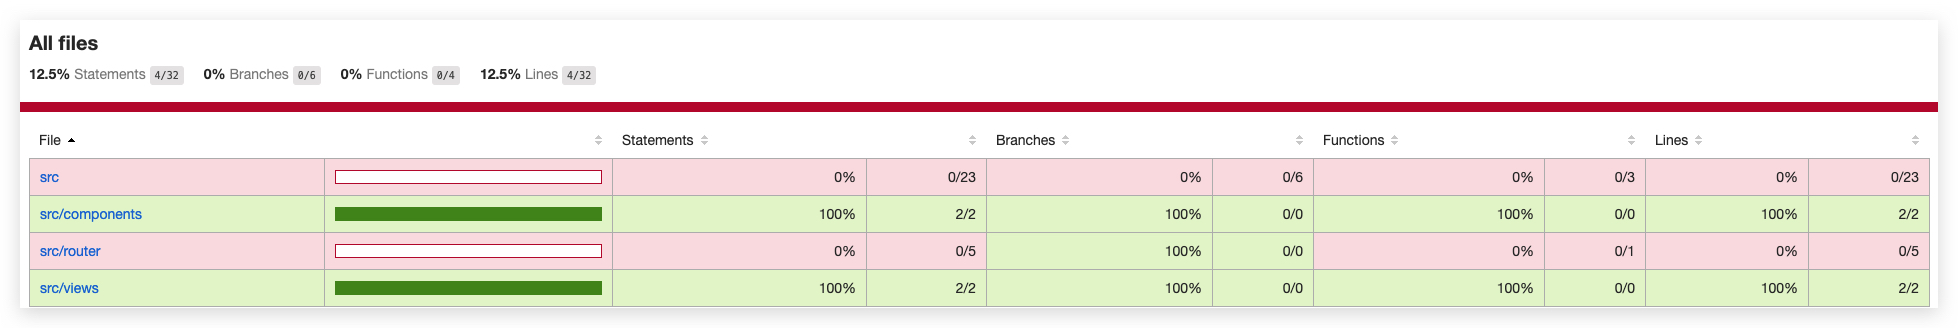 All files
12.5% Statements 4/32 0% Branches 0/6 0% Functions 0/4 12.5% Lines 4/32
File Statements Branches Functions Lines
src 0% 0/23 0% 0/6 0% 0/3 0% 0/23
src/components 100% 2/2 100% 0/0 100% 0/0 100% 2/2
src/router 0% 0/5 100% 0/0 0% 0/1 0% 0/5
src/views 100% 2/2 100% 0/0 100% 0/0 100% 2/2